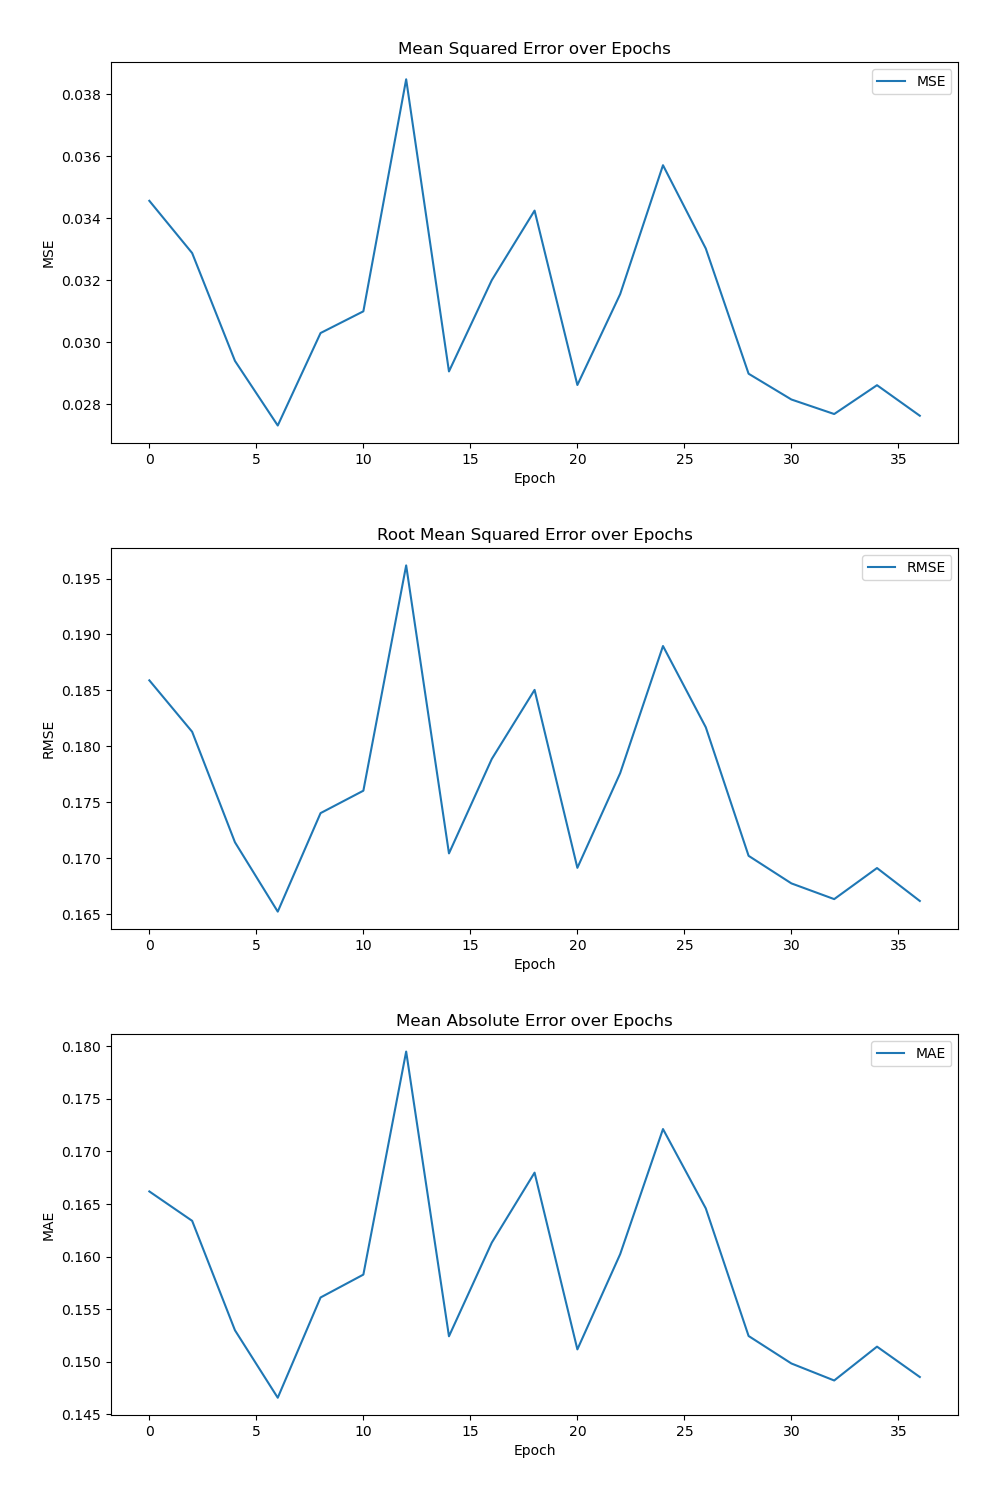 Mean Squared Error over Epochs
MSE
0.038
0.036
0.034
0.032
0.030
0.028
MSE
0 5 10 15 20 25 30 35
Epoch
Root Mean Squared Error over Epochs
RMSE
0.195
0.190
0.185
0.180
0.175
0.170
0.165
RMSE
0 5 10 15 20 25 30 35
Epoch
Mean Absolute Error over Epochs
MAE
0.180
0.175
0.170
0.165
0.160
0.155
0.150
0.145
MAE
0 5 10 15 20 25 30 35
Epoch